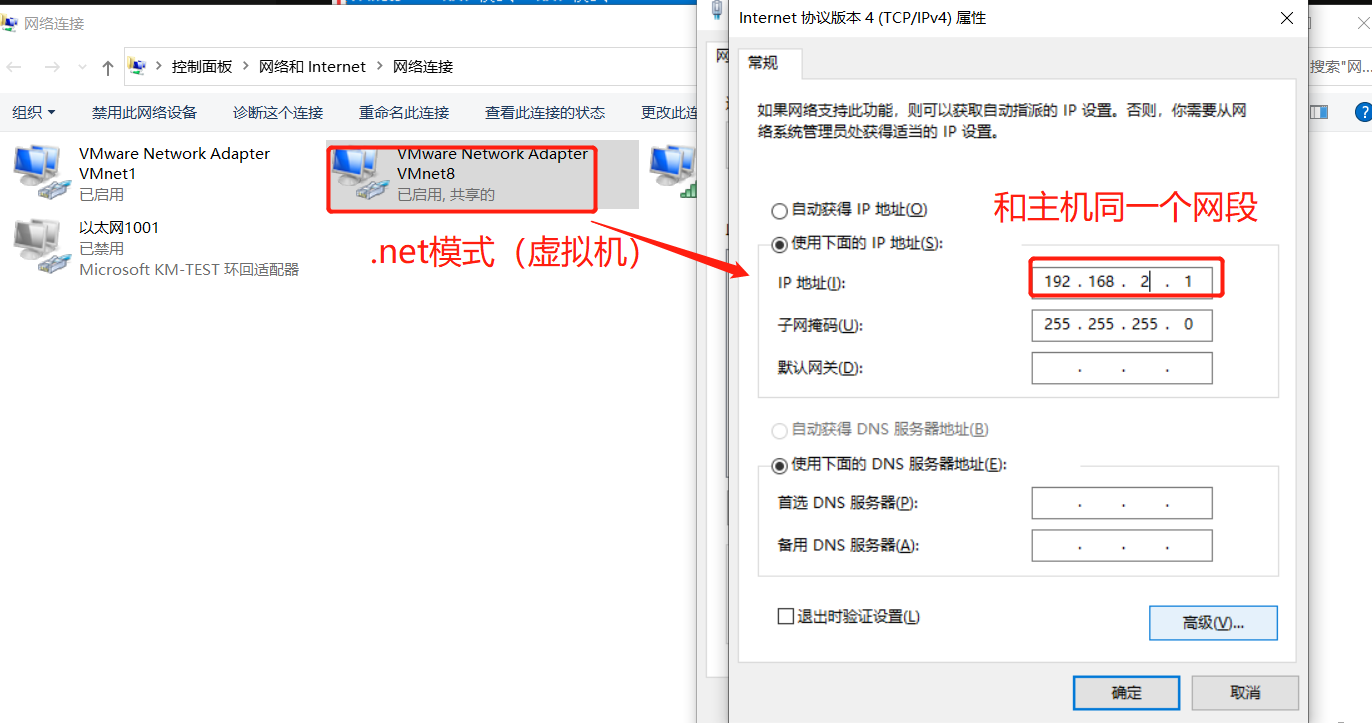 网络连接
Internet 协议版本 4 (TCP/IPv4) 属性
控制面板
网络和 Internet
网络连接
搜索"网...
组织
禁用此网络设备
诊断这个连接
重命名此连接
查看此连接的状态
更改此连
VMware Network Adapter
VMnet1
已启用
VMware Network Adapter
VMnet8
已启用, 共享的
以太网1001
已禁用
Microsoft KM-TEST 环回适配器
.net模式（虚拟机）
常规
如果网络支持此功能，则可以获取自动指派的 IP 设置。否则，你需要从网
络系统管理员处获得适当的 IP 设置。
和主机同一个网段
自动获得 IP 地址(O)
使用下面的 IP 地址(S):
IP 地址(I):
192 . 168 . 2 . 1
子网掩码(U):
255 . 255 . 255 . 0
默认网关(D):
. . .
自动获得 DNS 服务器地址(B)
使用下面的 DNS 服务器地址(E):
首选 DNS 服务器(P):
. . .
备用 DNS 服务器(A):
. . .
退出时验证设置(L)
高级(V)...
确定
取消